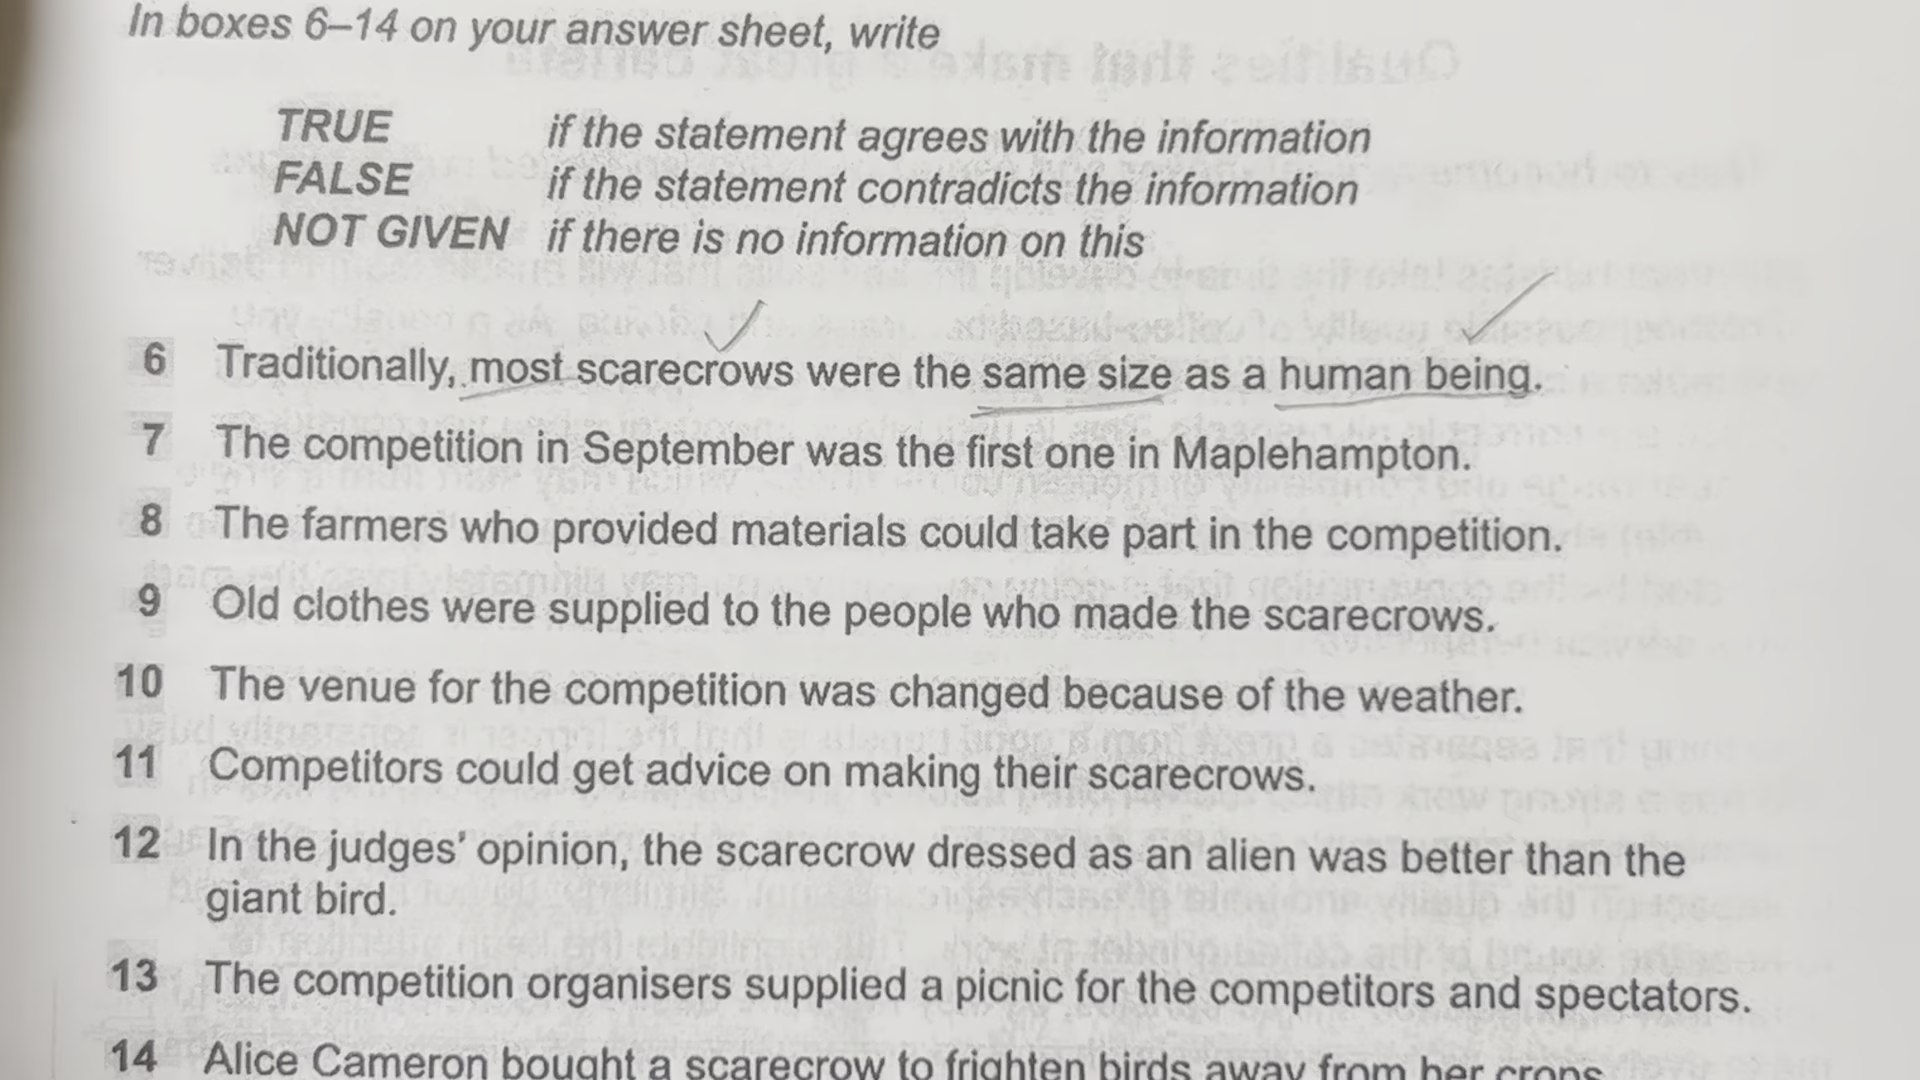 In boxes 6–14 on your answer sheet, write
TRUE if the statement agrees with the information
FALSE if the statement contradicts the information
NOT GIVEN if there is no information on this
6 Traditionally, most scarecrows were the same size as a human being.
7 The competition in September was the first one in Maplehampton.
8 The farmers who provided materials could take part in the competition.
9 Old clothes were supplied to the people who made the scarecrows.
10 The venue for the competition was changed because of the weather.
11 Competitors could get advice on making their scarecrows.
12 In the judges' opinion, the scarecrow dressed as an alien was better than the
giant bird.
13 The competition organisers supplied a picnic for the competitors and spectators.
14 Alice Cameron bought a scarecrow to frighten birds away from her crops